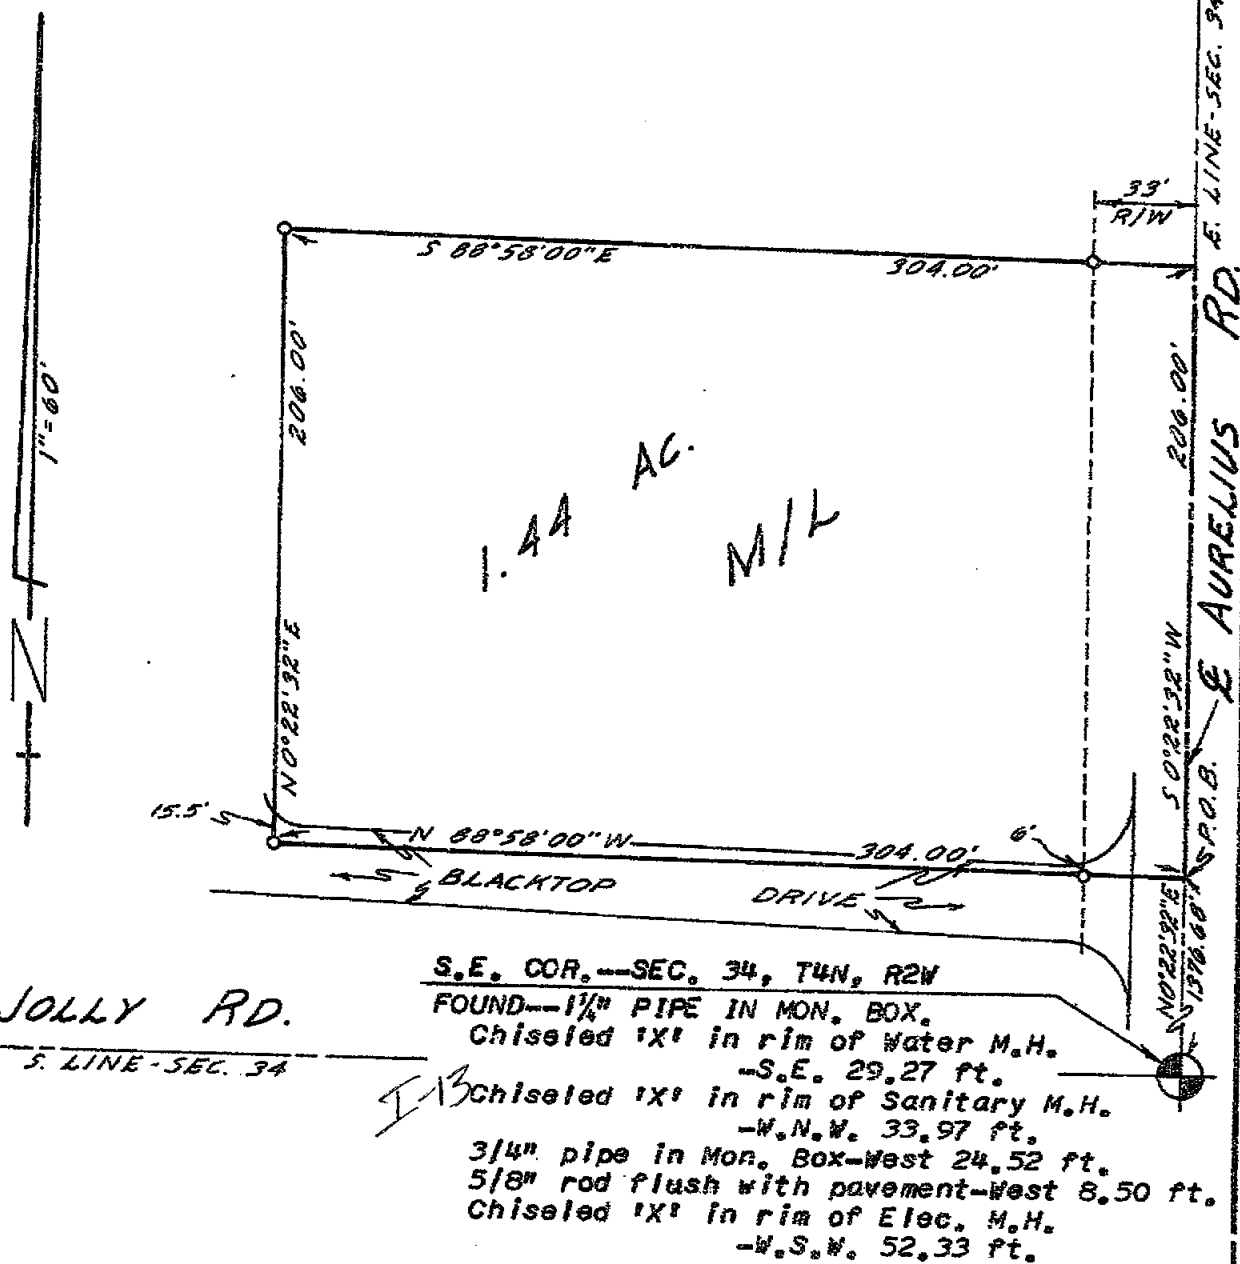 E. LINE-SEC. 34
33'
R/W
S 88°58'00"E 304.00'
AURELIUS RD.
206.00'
206.00'
1"=60'
1.44 AC.
M/L
N
N 0°22'32"E
S 0°22'32"W
P.O.B.
15.5'
N 88°58'00"W 304.00'
6'
BLACKTOP DRIVE
N0°22'32"E
1376.68'
S.E. COR.--SEC. 34, T4N, R2W
FOUND--1¼" PIPE IN MON. BOX.
JOLLY RD.
S. LINE-SEC. 34
Chiseled 'X' in rim of Water M.H.
-S.E. 29.27 ft.
I-13
Chiseled 'X' in rim of Sanitary M.H.
-W.N.W. 33.97 ft.
3/4" pipe in Mon. Box-West 24.52 ft.
5/8" rod flush with pavement-West 8.50 ft.
Chiseled 'X' in rim of Elec. M.H.
-W.S.W. 52.33 ft.